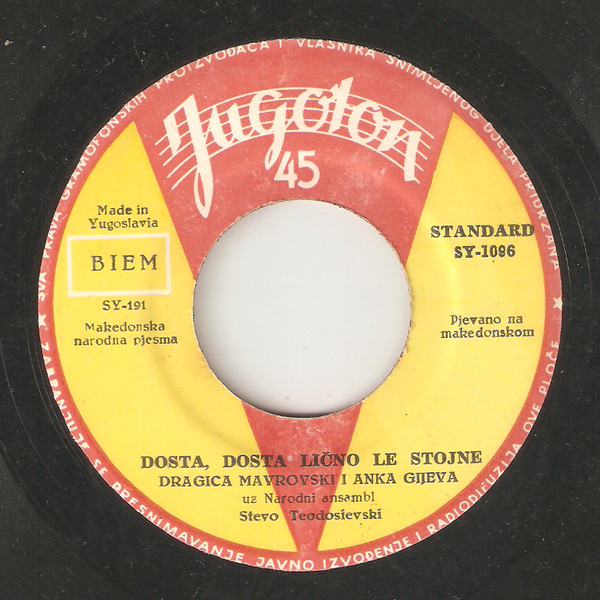 SVA PRAVA GRAMOFONSKIH PROIZVOĐAČA I VLASNIKA SNIMLJENOG DJELA PRIDRŽANA ★
Jugoton
45
Made in
Yugoslavia
BIEM
SY-191
Makedonska
narodna pjesma
STANDARD
SY-1096
Pjevano na
makedonskom
DOSTA, DOSTA LIČNO LE STOJNE
DRAGICA MAVROVSKI I ANKA GIJEVA
uz Narodni ansambl
Stevo Teodosievski
ZABRANJUJE SE PRESNIMAVANJE, JAVNO IZVOĐENJE I RADIODIFUZIJA OVE PLOČE ★